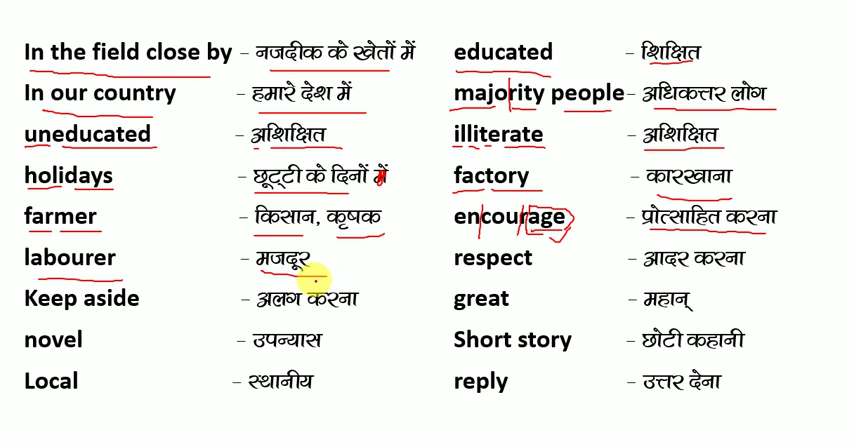 In the field close by - नजदीक के खेतों में
In our country - हमारे देश में
uneducated - अशिक्षित
holidays - छूट्टी के दिनों में
farmer - किसान, कृषक
labourer - मजदूर
Keep aside - अलग करना
novel - उपन्यास
Local - स्थानीय
educated - शिक्षित
majority people - अधिकत्तर लोग
illiterate - अशिक्षित
factory - कारखाना
encourage - प्रोत्साहित करना
respect - आदर करना
great - महान्
Short story - छोटी कहानी
reply - उत्तर देना